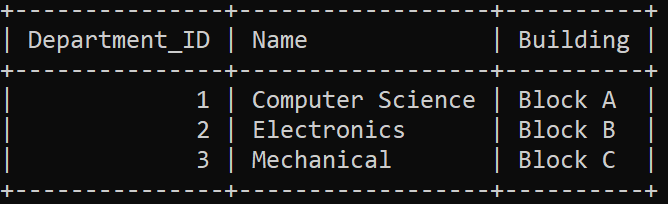 +---------------+------------------+----------+
| Department_ID | Name             | Building |
+---------------+------------------+----------+
|             1 | Computer Science | Block A  |
|             2 | Electronics      | Block B  |
|             3 | Mechanical       | Block C  |
+---------------+------------------+----------+